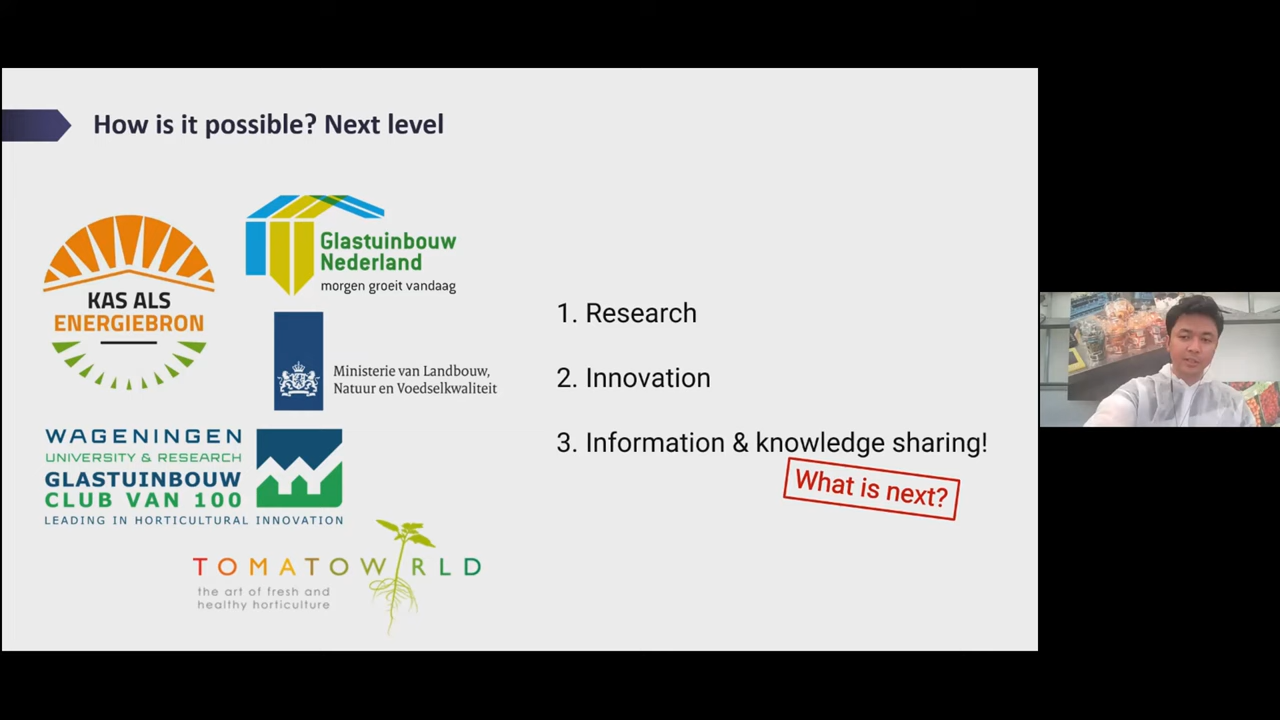 How is it possible? Next level
KAS ALS
ENERGIEBRON
Glastuinbouw
Nederland
morgen groeit vandaag
Ministerie van Landbouw,
Natuur en Voedselkwaliteit
WAGENINGEN
UNIVERSITY & RESEARCH
GLASTUINBOUW
CLUB VAN 100
LEADING IN HORTICULTURAL INNOVATION
TOMATOW RLD
the art of fresh and
healthy horticulture
1. Research
2. Innovation
3. Information & knowledge sharing!
What is next?